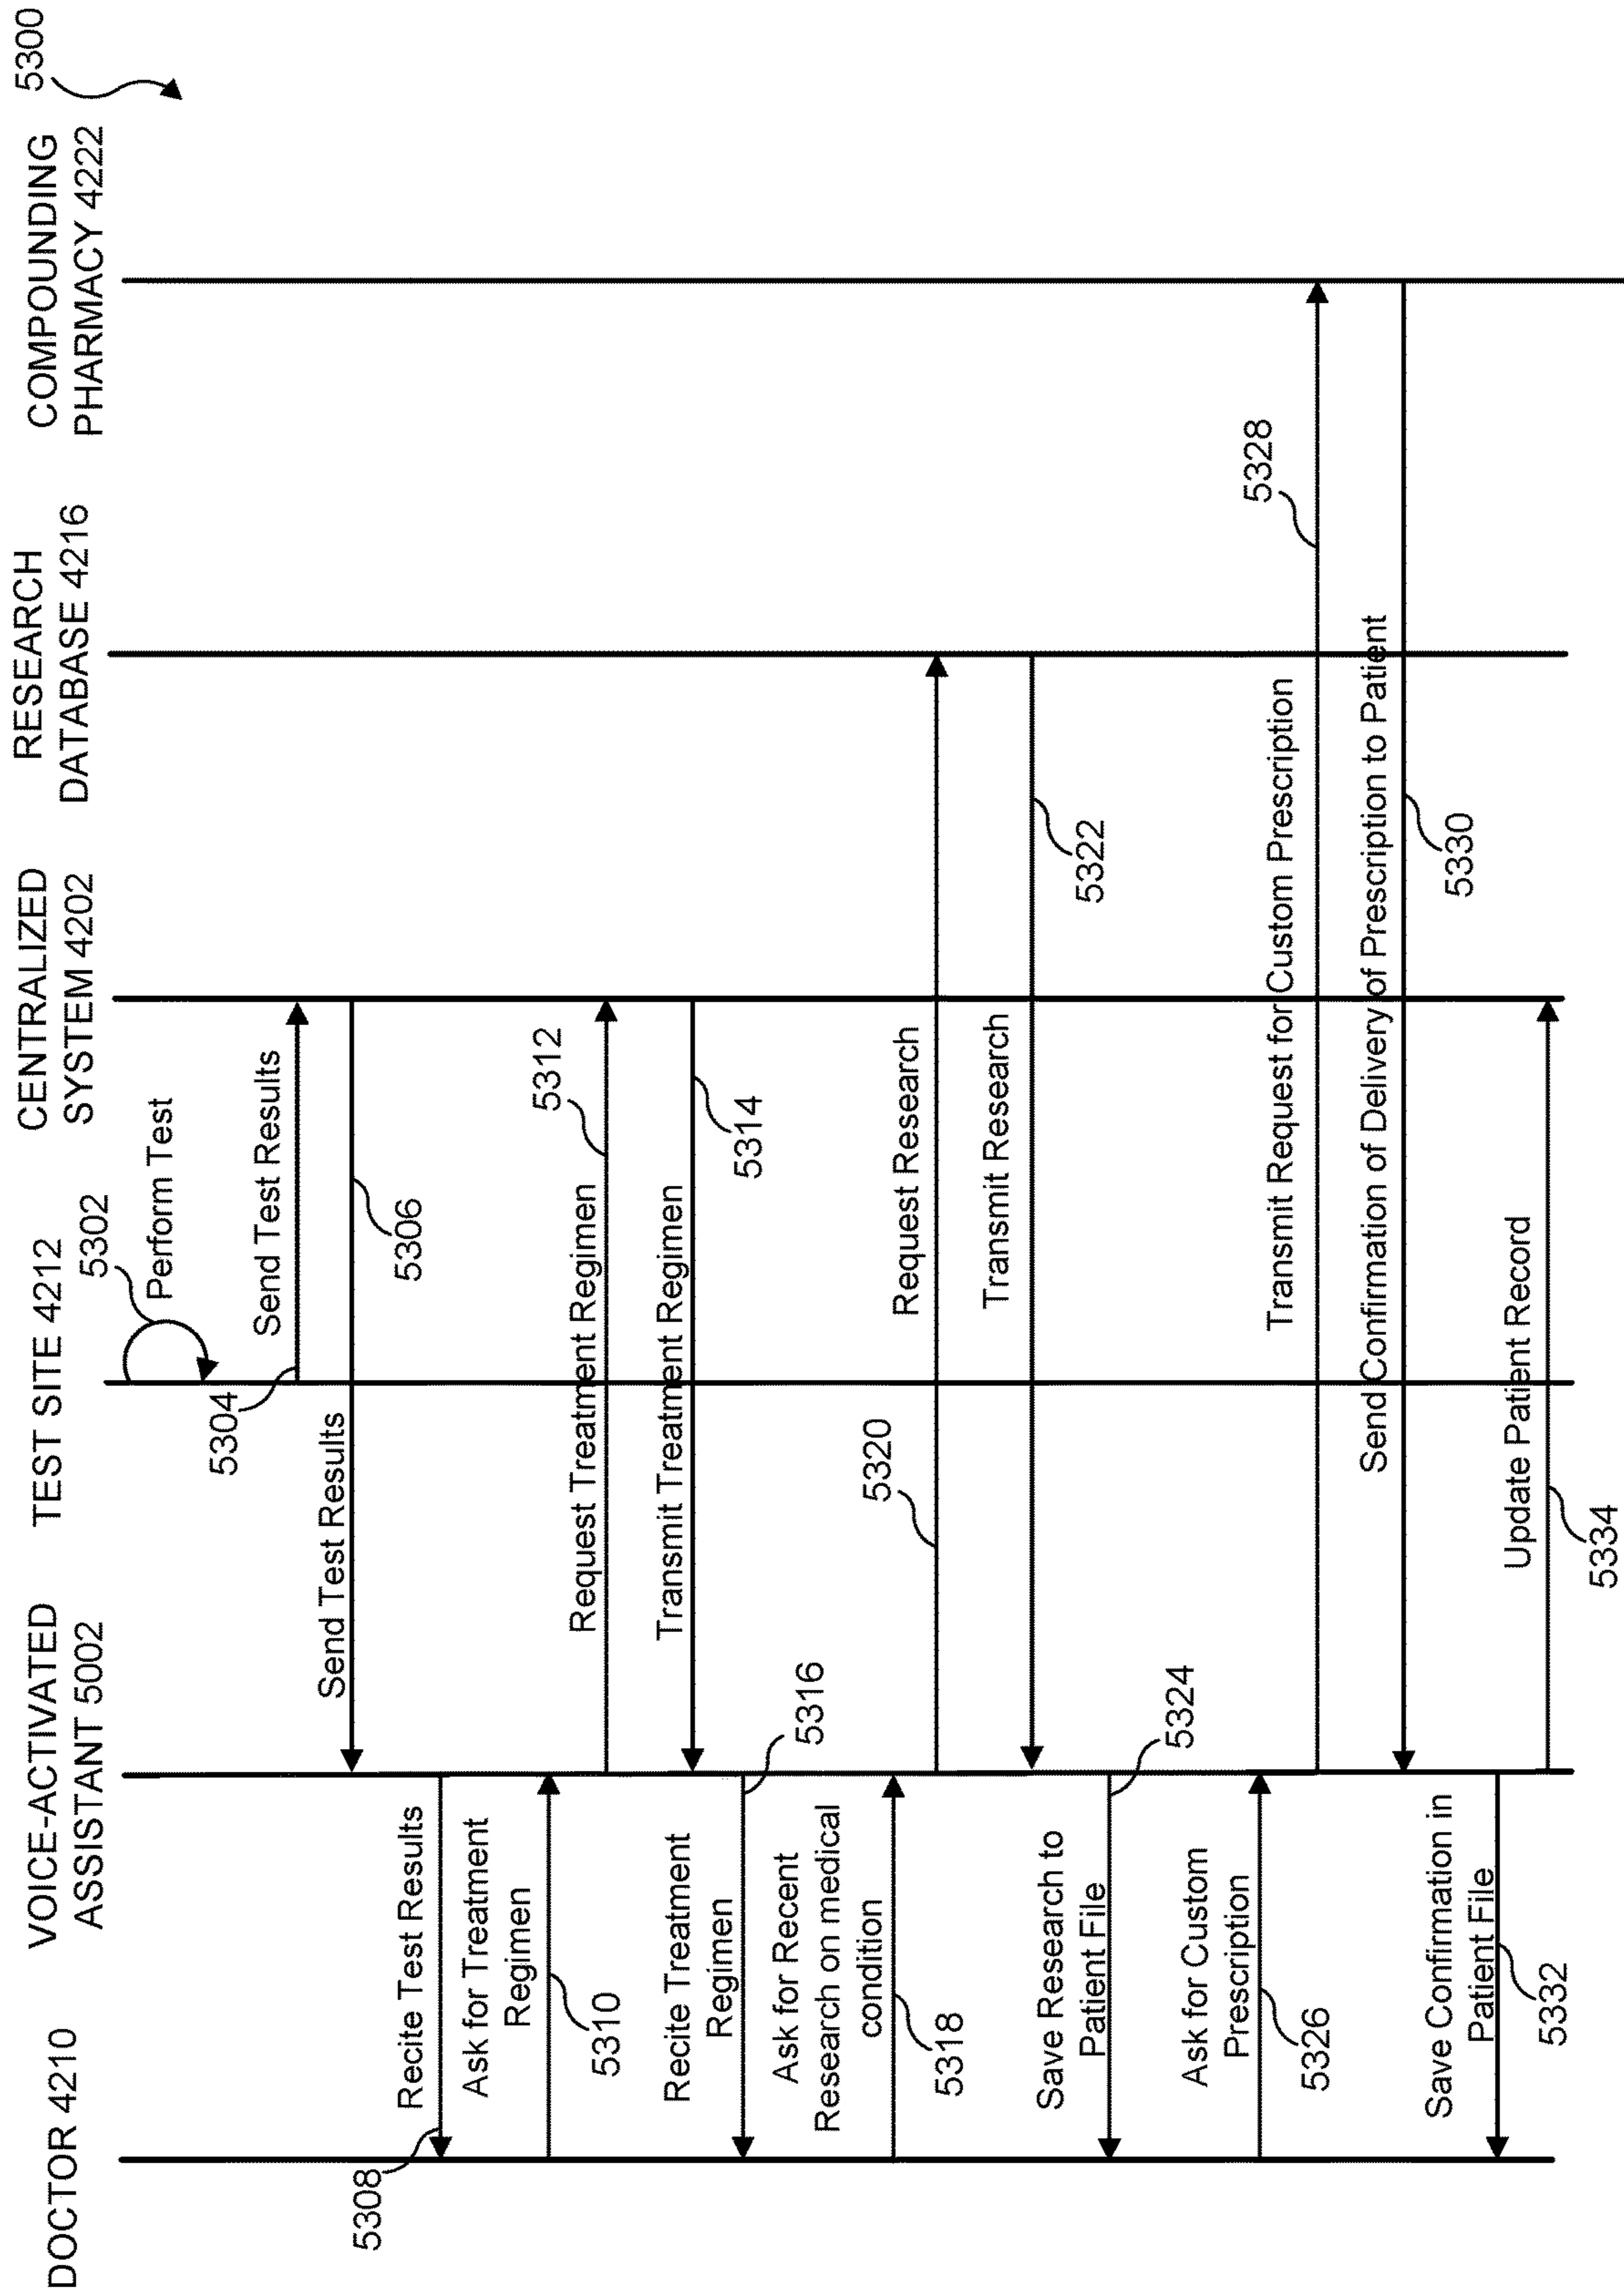 DOCTOR 4210
VOICE-ACTIVATED
ASSISTANT 5002
TEST SITE 4212
CENTRALIZED
SYSTEM 4202
RESEARCH
DATABASE 4216
COMPOUNDING
PHARMACY 4222
5300
5302
Perform Test
5304
Send Test Results
Send Test Results
5306
5308
Recite Test Results
Ask for Treatment
Regimen
5310
Request Treatment Regimen
5312
Transmit Treatment Regimen
5314
Recite Treatment
Regimen
5316
Ask for Recent
Research on medical
condition
5318
5320
Request Research
Transmit Research
5322
Save Research to
Patient File
5324
Ask for Custom
Prescription
5326
Transmit Request for Custom Prescription
5328
Send Confirmation of Delivery of Prescription to Patient
5330
Save Confirmation in
Patient File
5332
Update Patient Record
5334